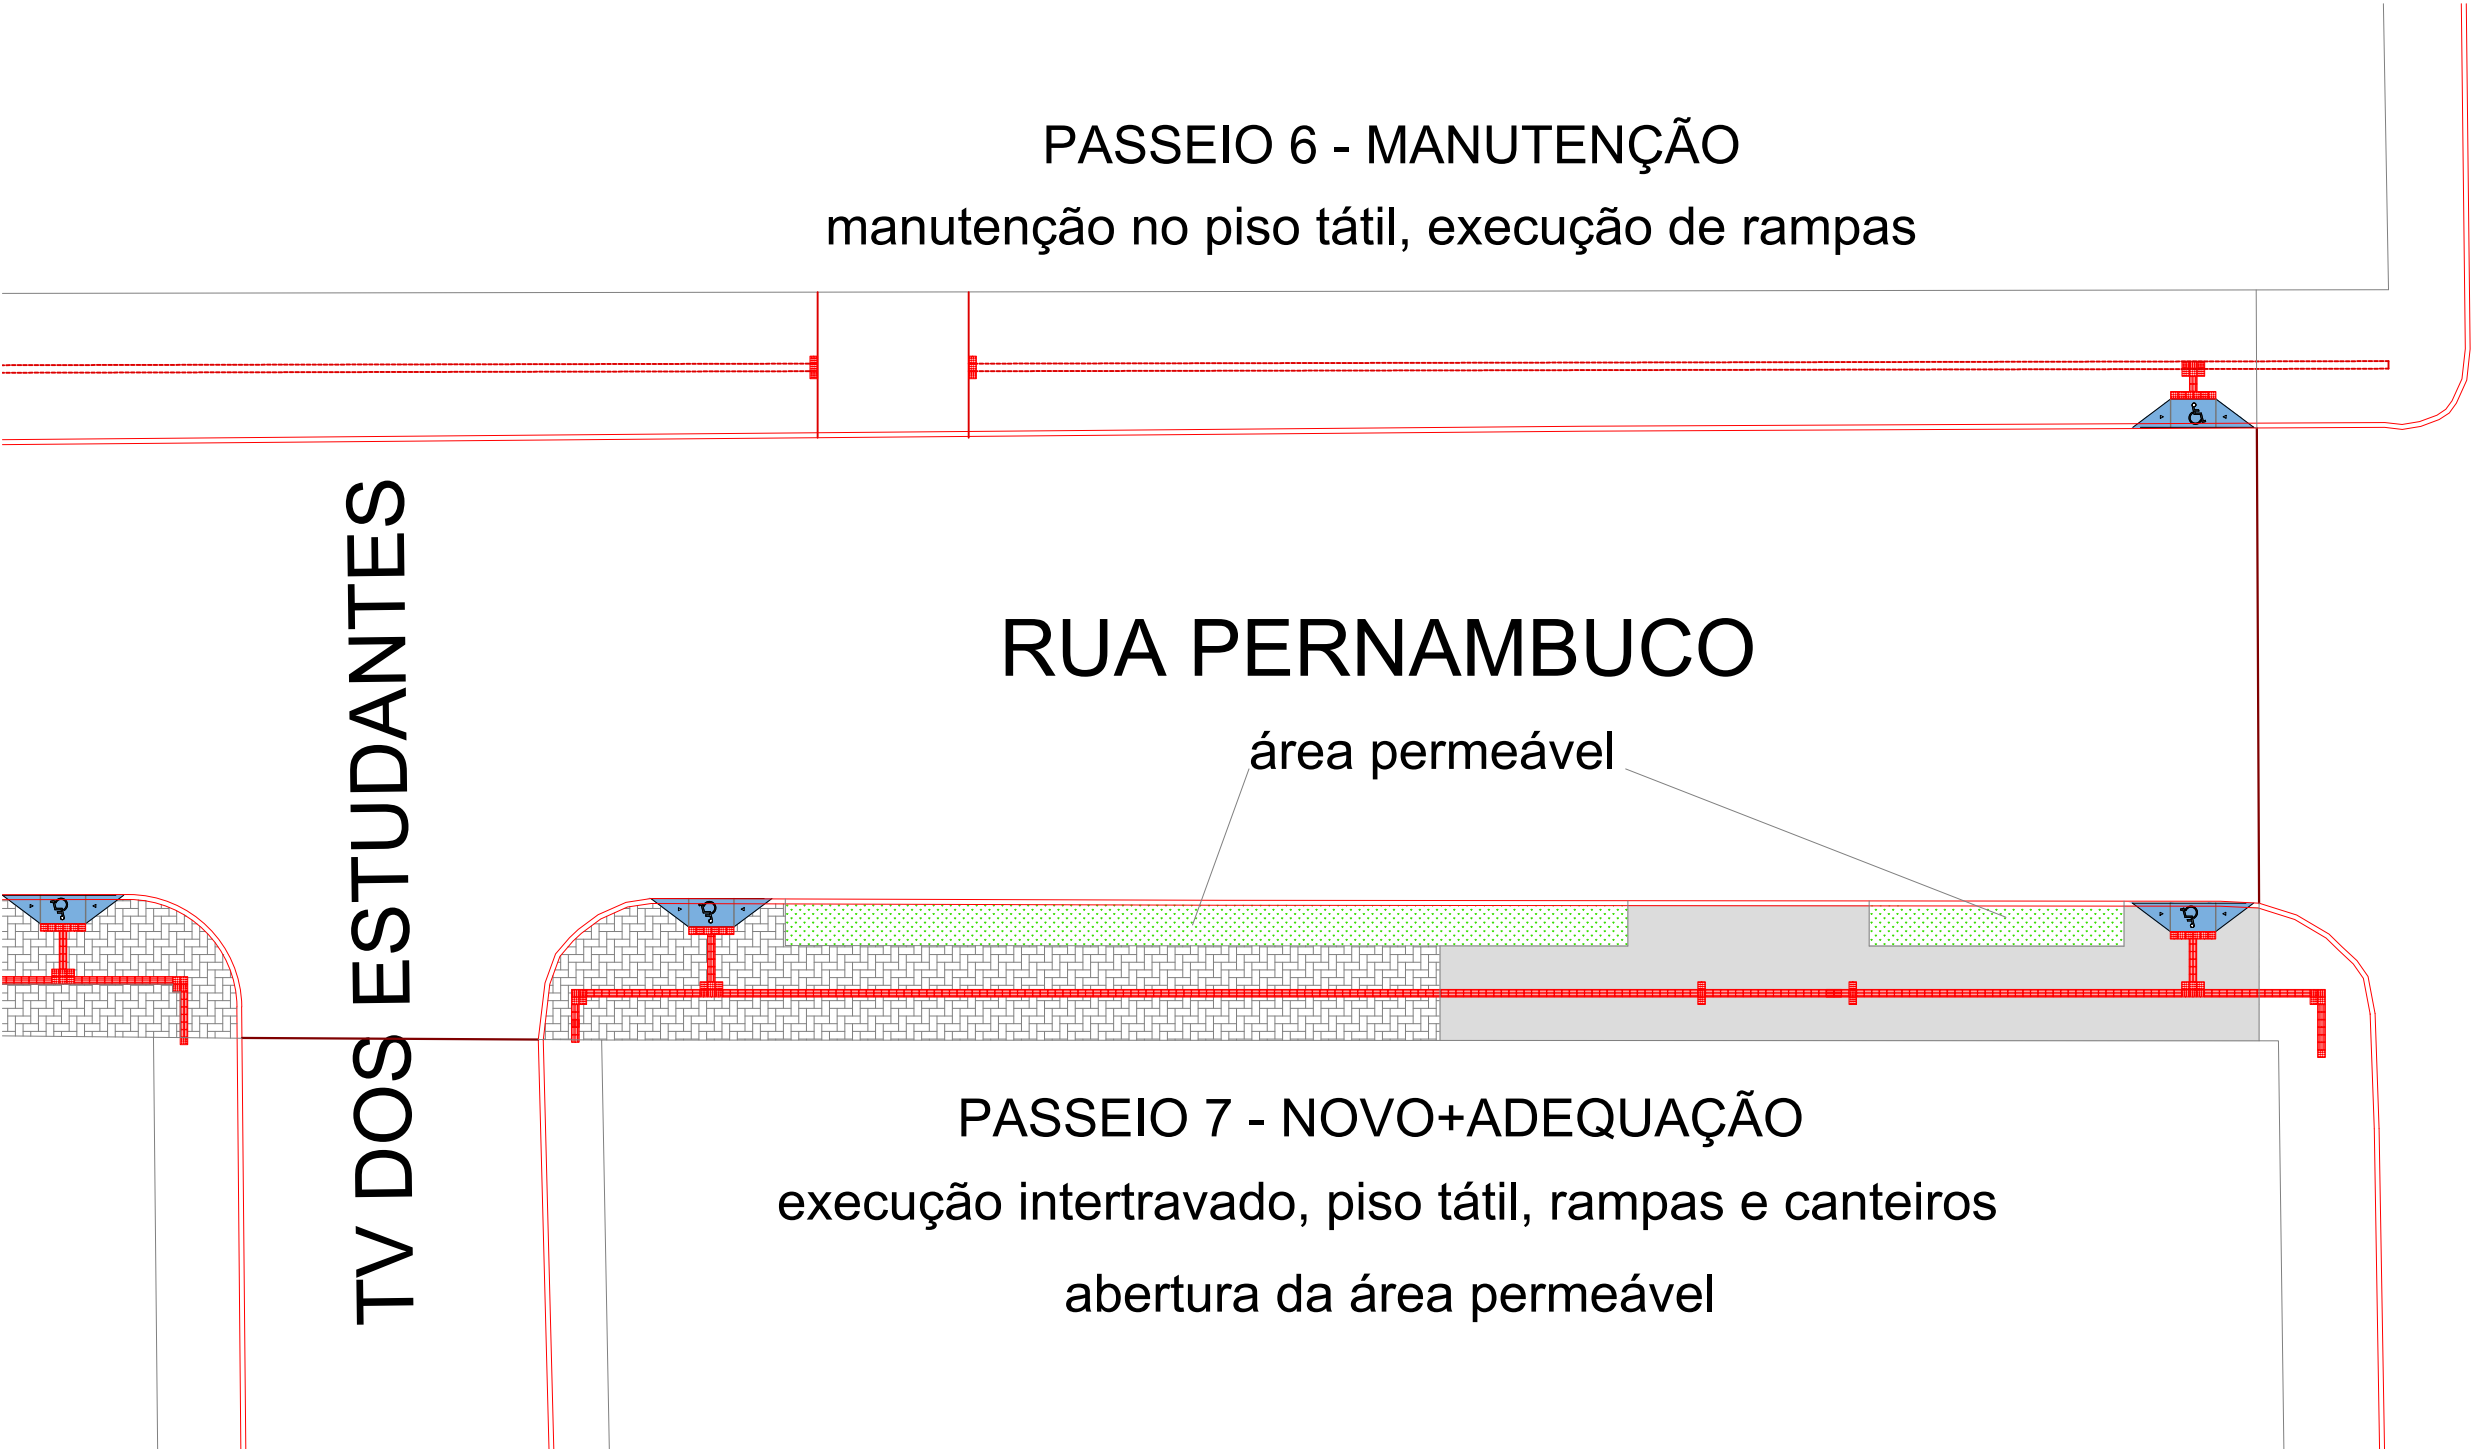 PASSEIO 6 - MANUTENÇÃO
manutenção no piso tátil, execução de rampas
TV DOS ESTUDANTES
RUA PERNAMBUCO
área permeável
PASSEIO 7 - NOVO+ADEQUAÇÃO
execução intertravado, piso tátil, rampas e canteiros
abertura da área permeável